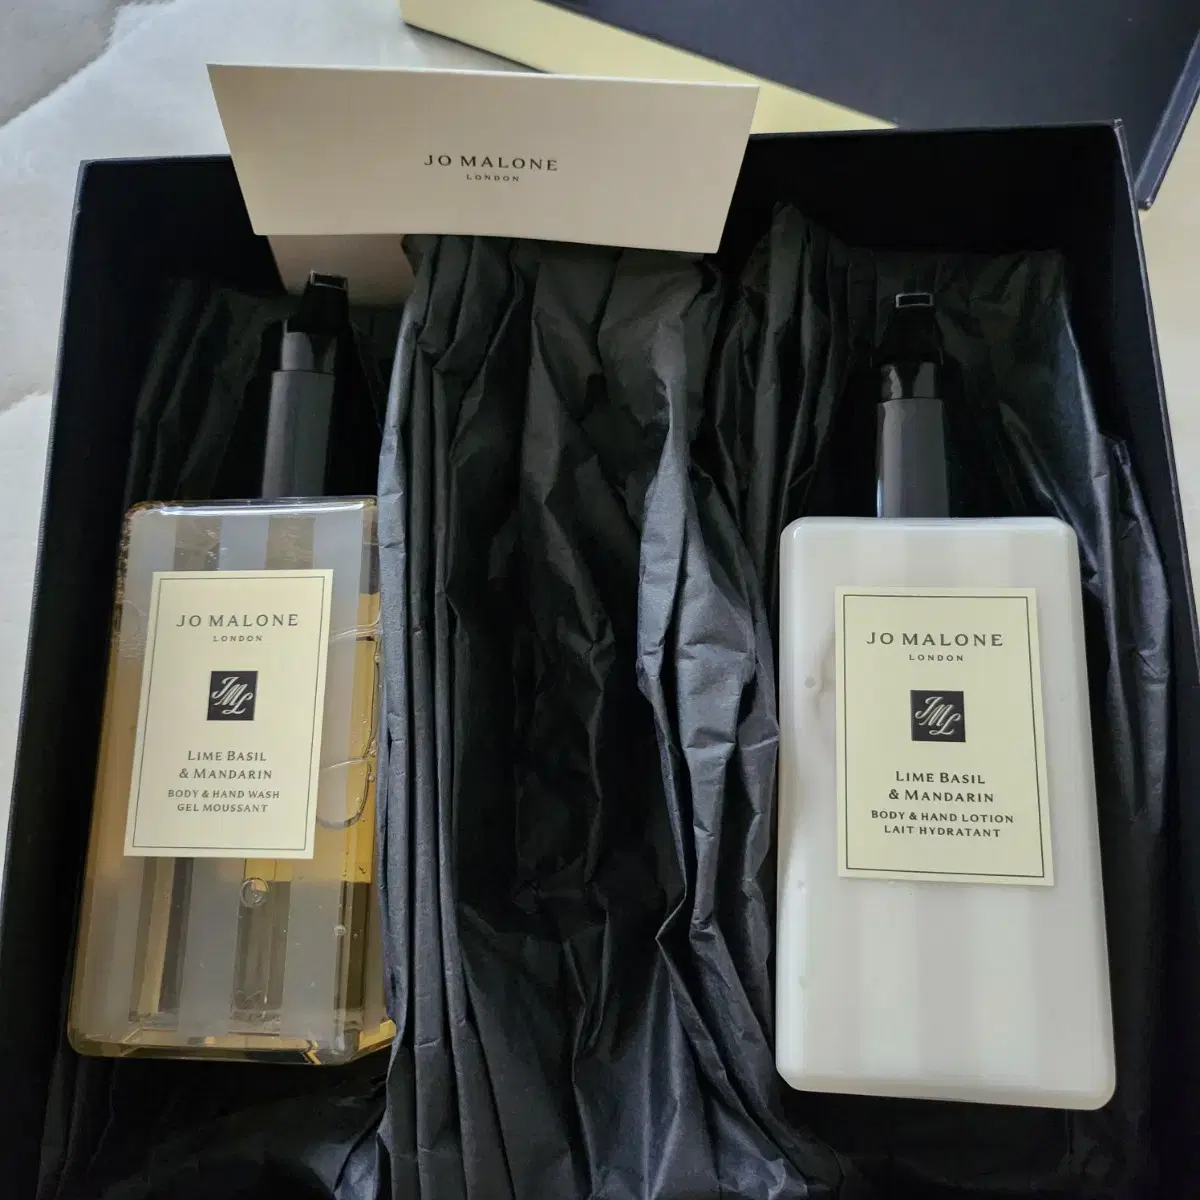 JO MALONE
LONDON
JO MALONE
LONDON
JML
LIME BASIL
& MANDARIN
BODY & HAND WASH
GEL MOUSSANT
JO MALONE
LONDON
JML
LIME BASIL
& MANDARIN
BODY & HAND LOTION
LAIT HYDRATANT